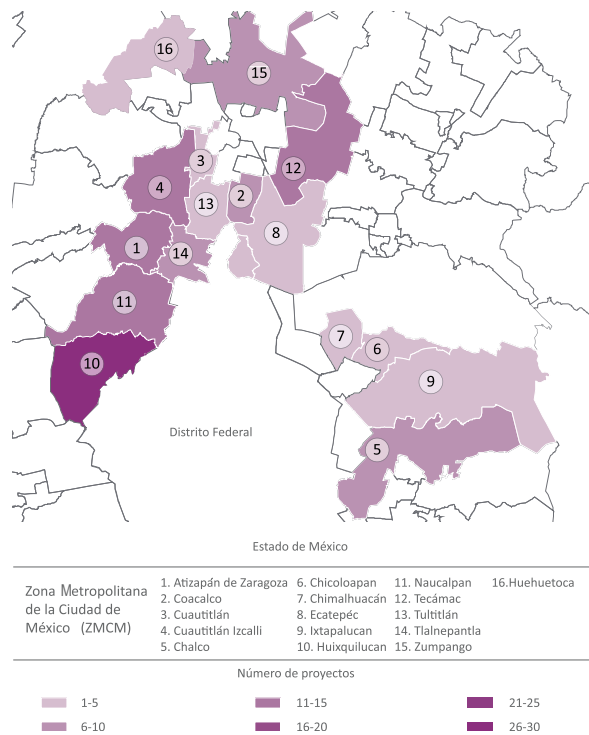 16
15
3
12
4
2
13
8
1
14
11
7
6
10
9
Distrito Federal
5
Estado de México
Zona Metropolitana
de la Ciudad de
México (ZMCM)
1. Atizapán de Zaragoza
2. Coacalco
3. Cuautitlán
4. Cuautitlán Izcalli
5. Chalco
6. Chicoloapan
7. Chimalhuacán
8. Ecatepéc
9. Ixtapalucan
10. Huixquilucan
11. Naucalpan
12. Tecámac
13. Tultitlán
14. Tlalnepantla
15. Zumpango
16.Huehuetoca
Número de proyectos
1-5
11-15
21-25
6-10
16-20
26-30